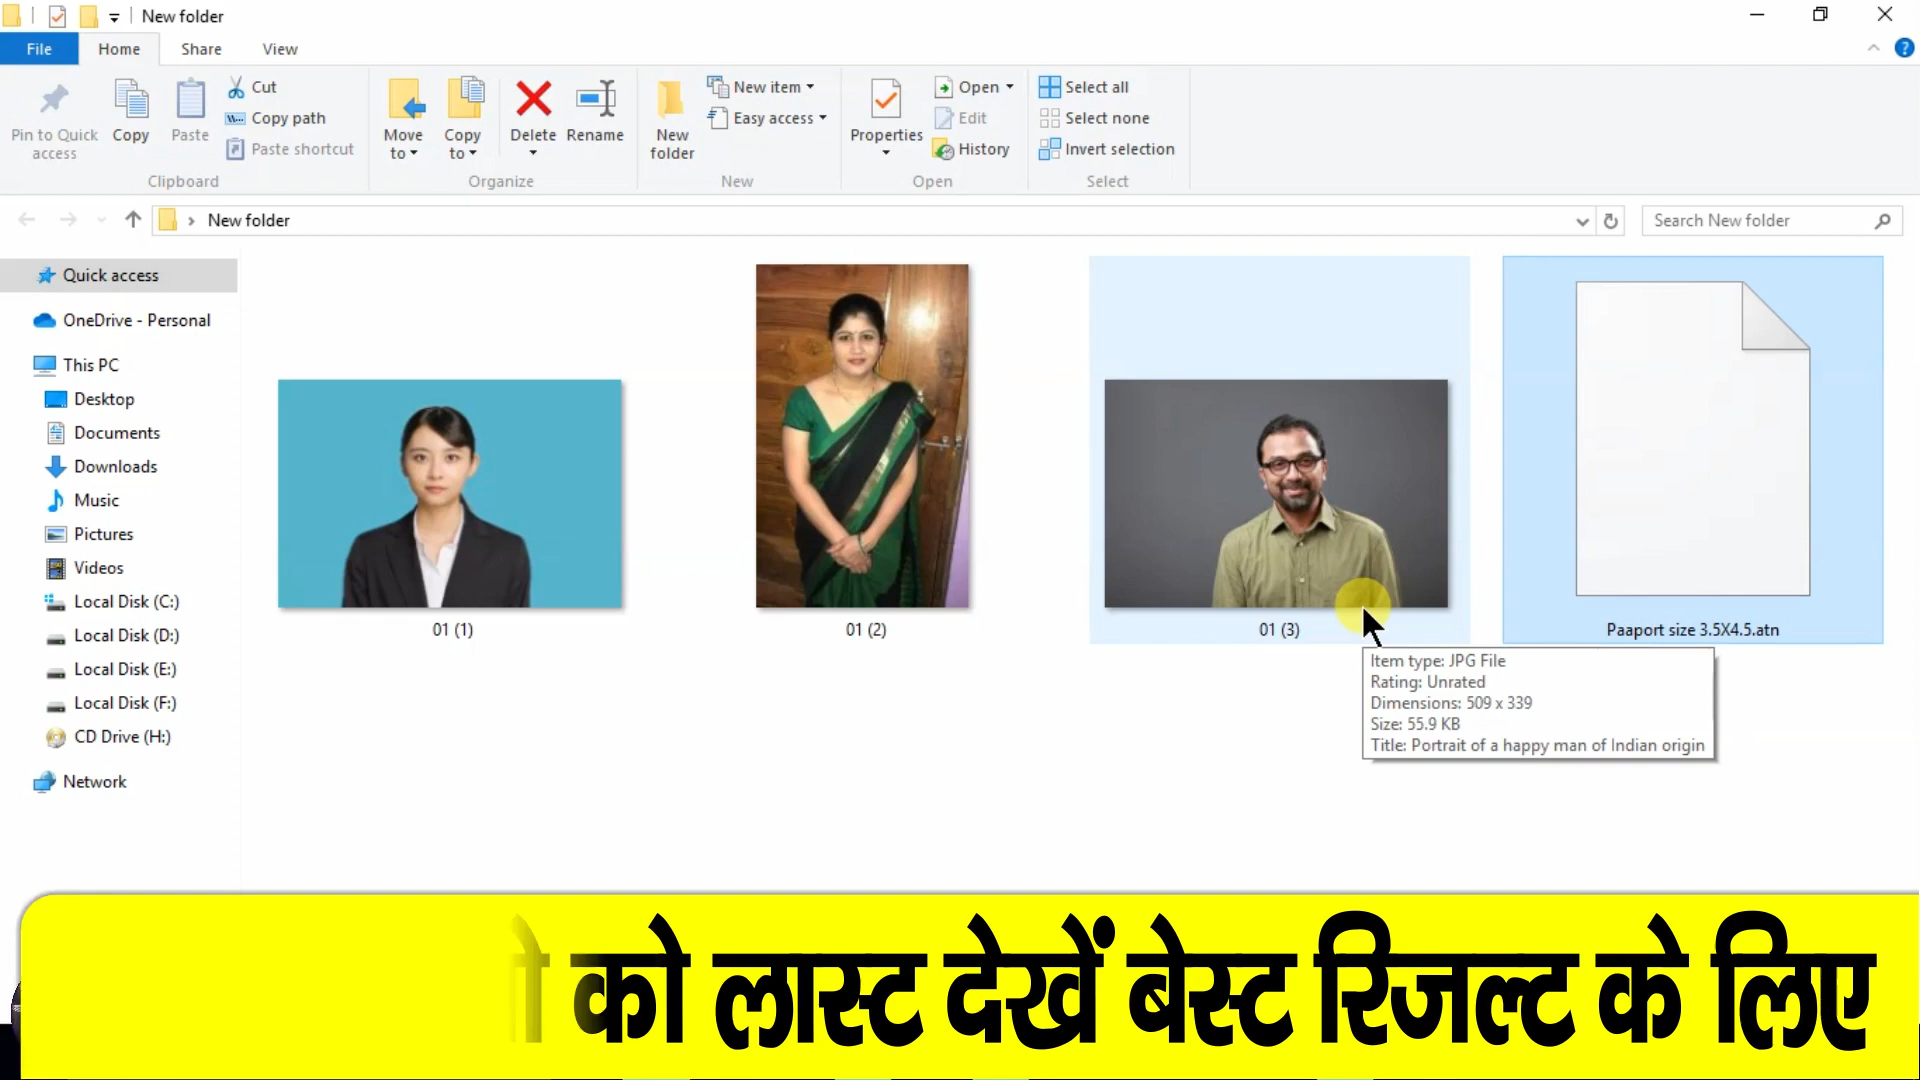 New folder
File
Home
Share
View
Pin to Quick access
Copy
Paste
Cut
Copy path
Paste shortcut
Clipboard
Move to
Copy to
Delete
Rename
Organize
New folder
New item
Easy access
New
Properties
Open
Edit
History
Open
Select all
Select none
Invert selection
Select
New folder
Search New folder
Quick access
OneDrive - Personal
This PC
Desktop
Documents
Downloads
Music
Pictures
Videos
Local Disk (C:)
Local Disk (D:)
Local Disk (E:)
Local Disk (F:)
CD Drive (H:)
Network
01 (1)
01 (2)
01 (3)
Paaport size 3.5X4.5.atn
Item type: JPG File
Rating: Unrated
Dimensions: 509 x 339
Size: 55.9 KB
Title: Portrait of a happy man of Indian origin
को लास्ट देखें बेस्ट रिजल्ट के लिए